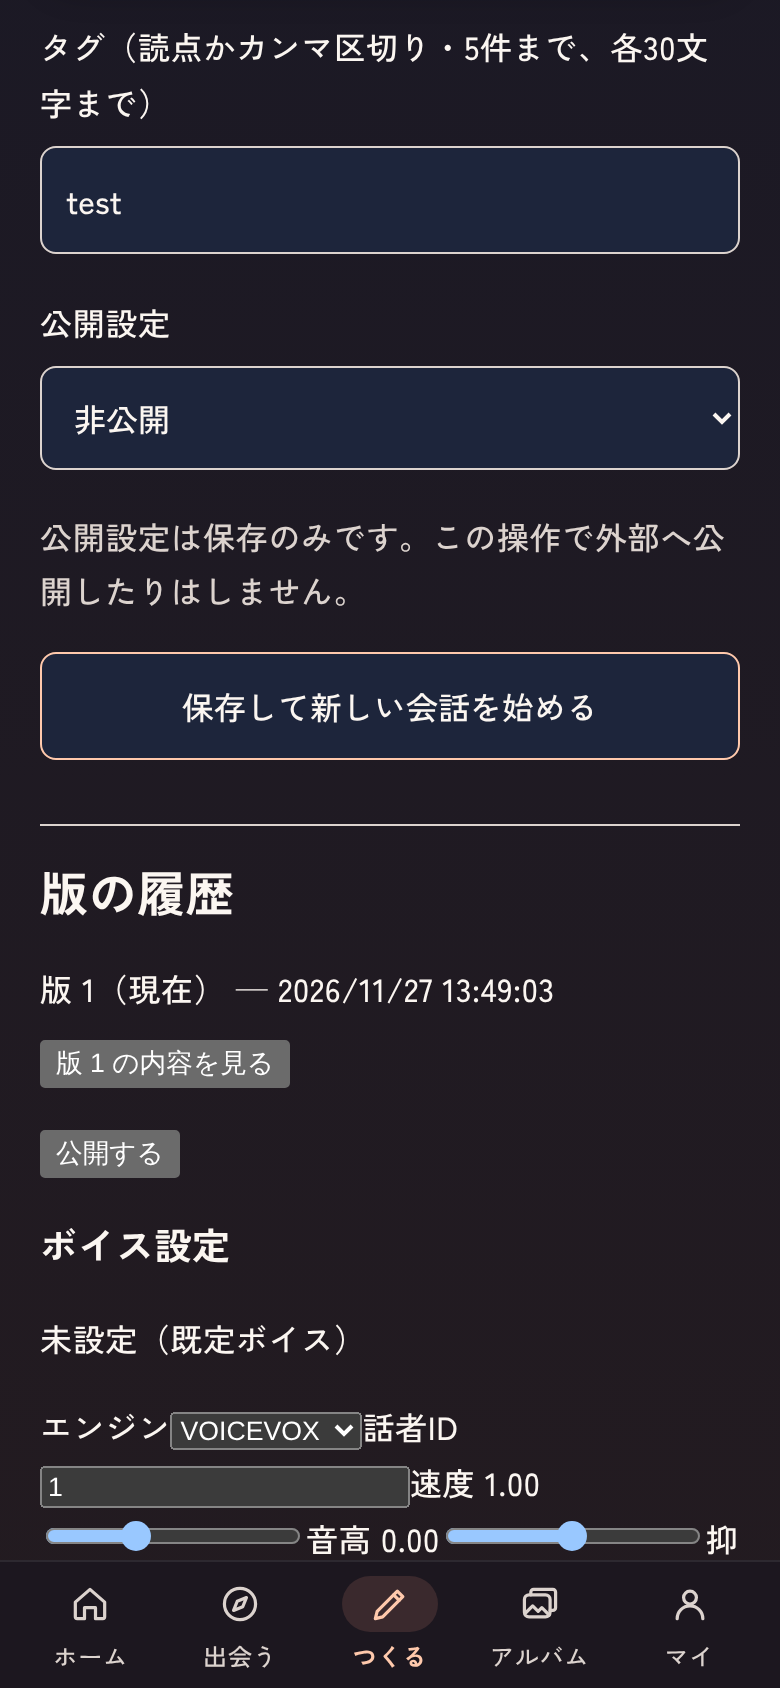 タグ（読点かカンマ区切り・5件まで、各30文
字まで）
test
公開設定
非公開
公開設定は保存のみです。この操作で外部へ公
開したりはしません。
保存して新しい会話を始める
版の履歴
版 1（現在） — 2026/11/27 13:49:03
版 1 の内容を見る
公開する
ボイス設定
未設定（既定ボイス）
エンジン VOICEVOX 話者ID
1 速度 1.00
音高 0.00 抑
ホーム 出会う つくる アルバム マイ